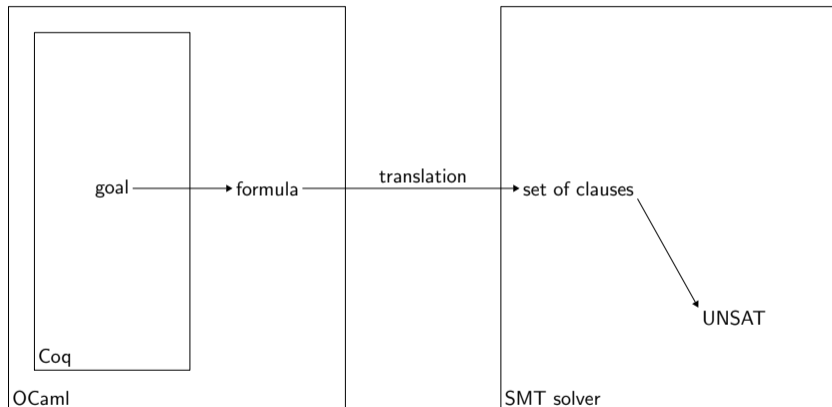 translation
goal
formula
set of clauses
UNSAT
Coq
OCaml
SMT solver